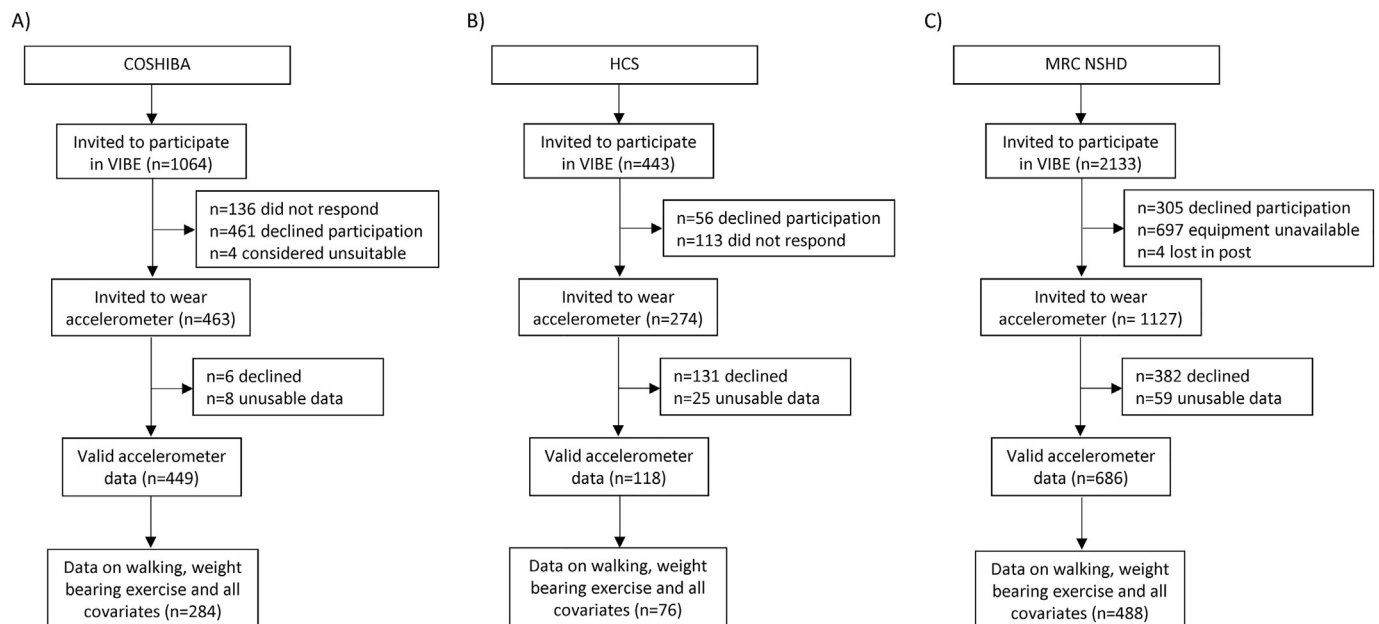 A)
COSHIBA
Invited to participate
in VIBE (n=1064)
n=136 did not respond
n=461 declined participation
n=4 considered unsuitable
Invited to wear
accelerometer (n=463)
n=6 declined
n=8 unusable data
Valid accelerometer
data (n=449)
Data on walking, weight
bearing exercise and all
covariates (n=284)
B)
HCS
Invited to participate
in VIBE (n=443)
n=56 declined participation
n=113 did not respond
Invited to wear
accelerometer (n=274)
n=131 declined
n=25 unusable data
Valid accelerometer
data (n=118)
Data on walking, weight
bearing exercise and all
covariates (n=76)
C)
MRC NSHD
Invited to participate
in VIBE (n=2133)
n=305 declined participation
n=697 equipment unavailable
n=4 lost in post
Invited to wear
accelerometer (n= 1127)
n=382 declined
n=59 unusable data
Valid accelerometer
data (n=686)
Data on walking, weight
bearing exercise and all
covariates (n=488)